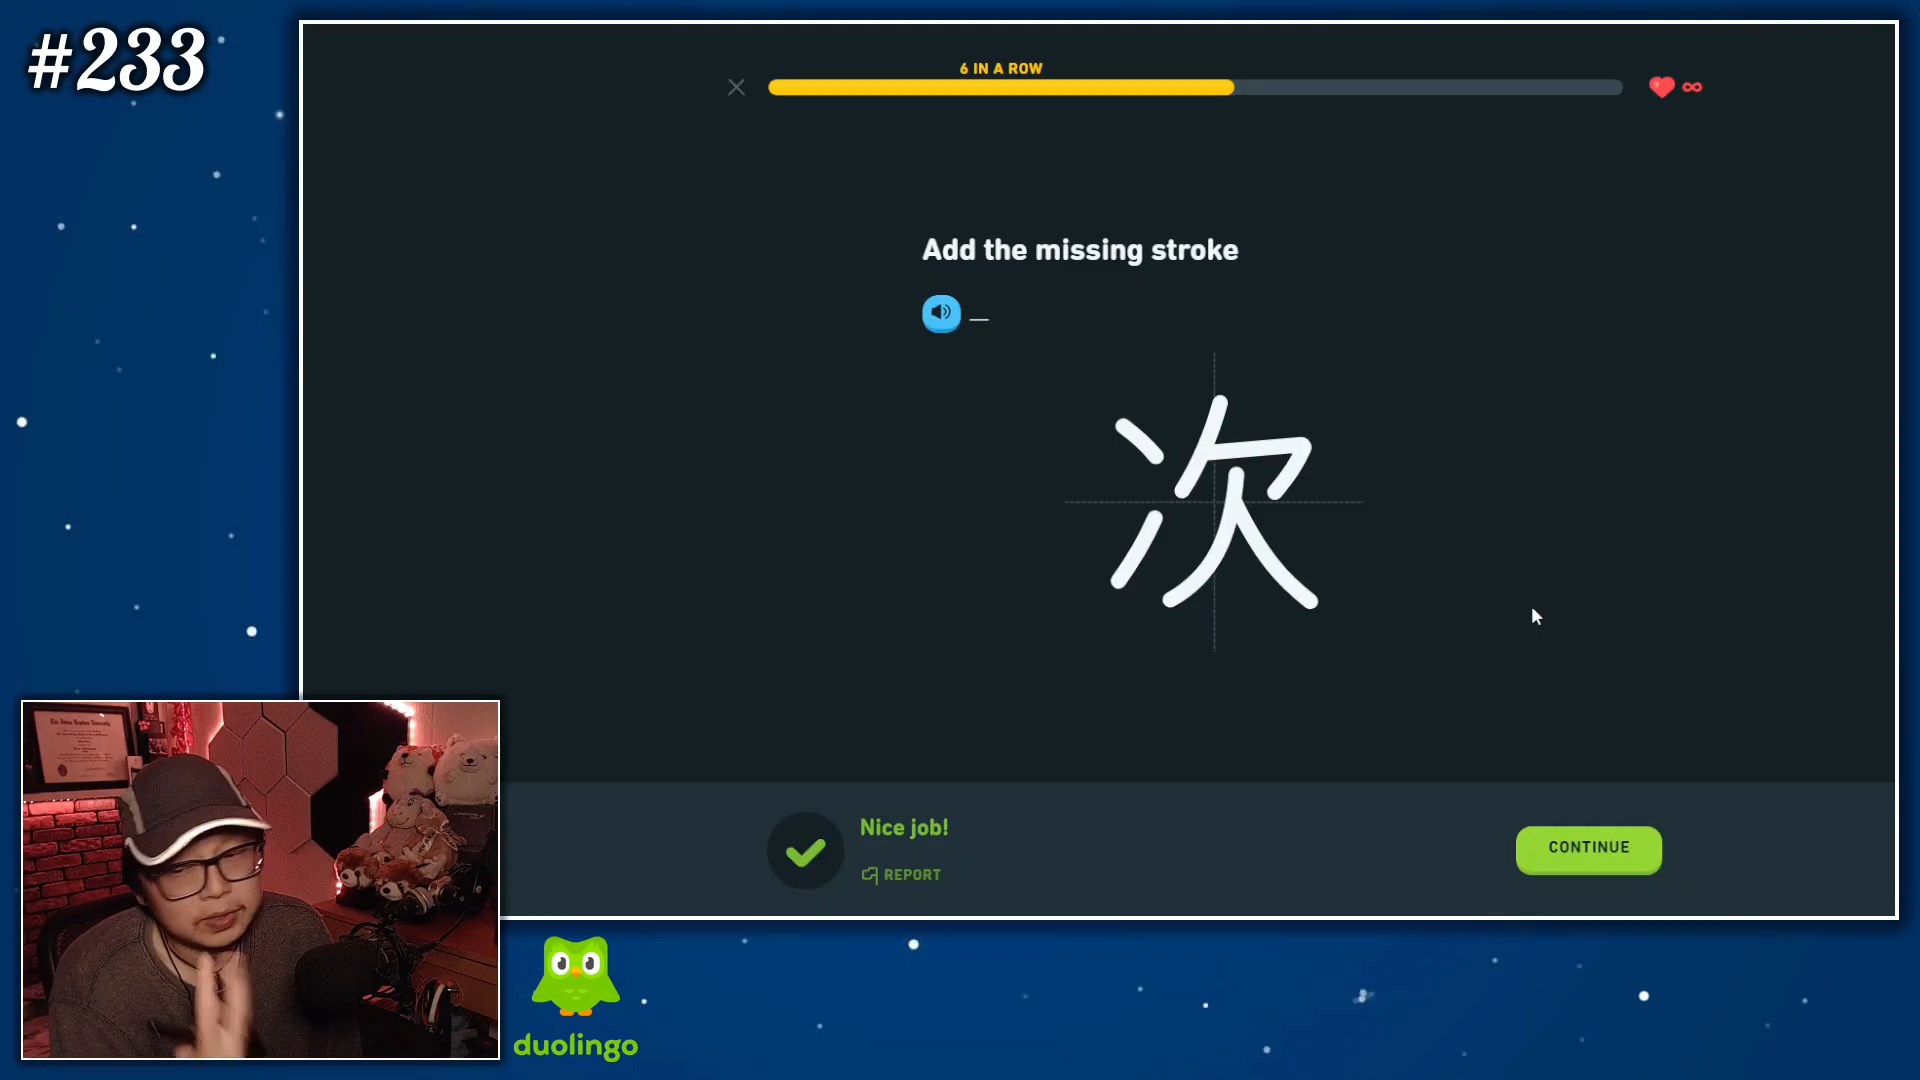 #233
6 IN A ROW
Add the missing stroke
次
Nice job!
REPORT
CONTINUE
duolingo